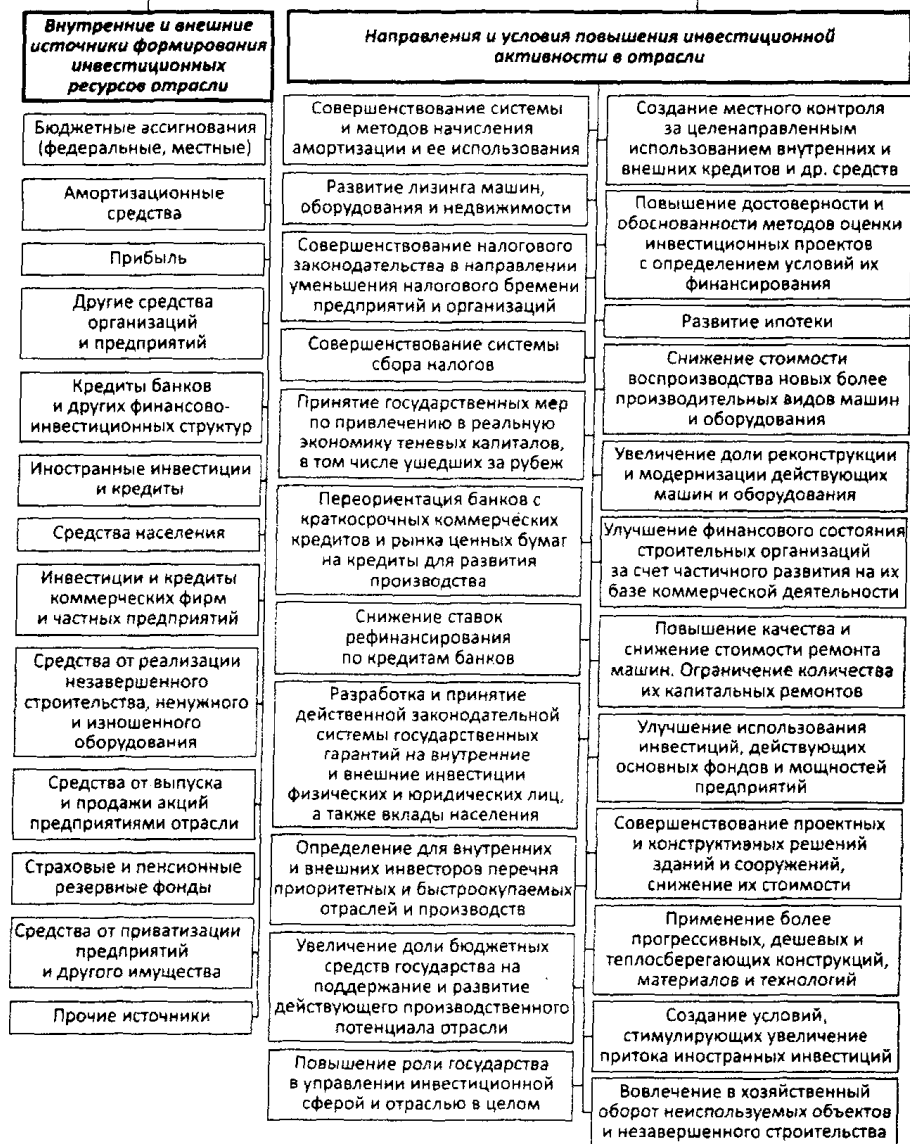 Внутренние и внешние
источники формирования
инвестиционных
ресурсов отрасли
Бюджетные ассигнования
(федеральные, местные)
Амортизационные
средства
Прибыль
Другие средства
организаций
и предприятий
Кредиты банков
и других финансово-
инвестиционных структур
Иностранные инвестиции
и кредиты
Средства населения
Инвестиции и кредиты
коммерческих фирм
и частных предприятий
Средства от реализации
незавершенного
строительства, ненужного
и изношенного
оборудования
Средства от выпуска
и продажи акций
предприятиями отрасли
Страховые и пенсионные
резервные фонды
Средства от приватизации
предприятий
и другого имущества
Прочие источники
Направления и условия повышения инвестиционной
активности в отрасли
Совершенствование системы
и методов начисления
амортизации и ее использования
Развитие лизинга машин,
оборудования и недвижимости
Совершенствование налогового
законодательства в направлении
уменьшения налогового бремени
предприятий и организаций
Совершенствование системы
сбора налогов
Принятие государственных мер
по привлечению в реальную
экономику теневых капиталов,
в том числе ушедших за рубеж
Переориентация банков с
краткосрочных коммерческих
кредитов и рынка ценных бумаг
на кредиты для развития
производства
Снижение ставок
рефинансирования
по кредитам банков
Разработка и принятие
действенной законодательной
системы государственных
гарантий на внутренние
и внешние инвестиции
физических и юридических лиц,
а также вклады населения
Определение для внутренних
и внешних инвесторов перечня
приоритетных и быстроокупаемых
отраслей и производств
Увеличение доли бюджетных
средств государства на
поддержание и развитие
действующего производственного
потенциала отрасли
Повышение роли государства
в управлении инвестиционной
сферой и отраслью в целом
Создание местного контроля
за целенаправленным
использованием внутренних и
внешних кредитов и др. средств
Повышение достоверности и
обоснованности методов оценки
инвестиционных проектов
с определением условий их
финансирования
Развитие ипотеки
Снижение стоимости
воспроизводства новых более
производительных видов машин
и оборудования
Увеличение доли реконструкции
и модернизации действующих
машин и оборудования
Улучшение финансового состояния
строительных организаций
за счет частичного развития на их
базе коммерческой деятельности
Повышение качества и
снижение стоимости ремонта
машин. Ограничение количества
их капитальных ремонтов
Улучшение использования
инвестиций, действующих
основных фондов и мощностей
предприятий
Совершенствование проектных
и конструктивных решений
зданий и сооружений,
снижение их стоимости
Применение более
прогрессивных, дешевых и
теплосберегающих конструкций,
материалов и технологий
Создание условий,
стимулирующих увеличение
притока иностранных инвестиций
Вовлечение в хозяйственный
оборот неиспользуемых объектов
и незавершенного строительства